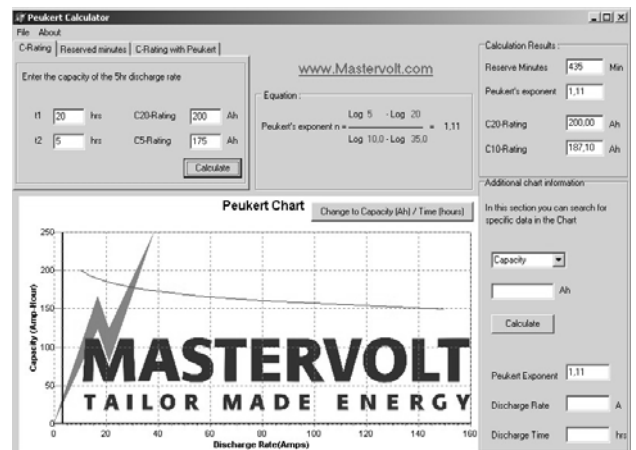 Peukert Calculator
File About
C-Rating Reserved minutes C-Rating with Peukert
Enter the capacity of the 5hr discharge rate
t1 20 hrs C20-Rating 200 Ah
t2 5 hrs C5-Rating 175 Ah
Calculate
www.Mastervolt.com
Equation :
Log 5 - Log 20
Peukert's exponent n = = 1,11
Log 10,0 - Log 35,0
Calculation Results :
Reserve Minutes 435 Min
Peukert's exponent 1,11
C20-Rating 200,00 Ah
C10-Rating 187,10 Ah
Additional chart information
In this section you can search for
specific data in the Chart
Capacity
Ah
Calculate
Peukert Exponent 1,11
Discharge Rate A
Discharge Time hrs
Peukert Chart
Change to Capacity (Ah) / Time (hours)
Capacity (Amp-Hour)
250
200
150
100
50
0
MASTERVOLT
TAILOR MADE ENERGY
0 20 40 60 80 100 120 140 160
Discharge Rate(Amps)